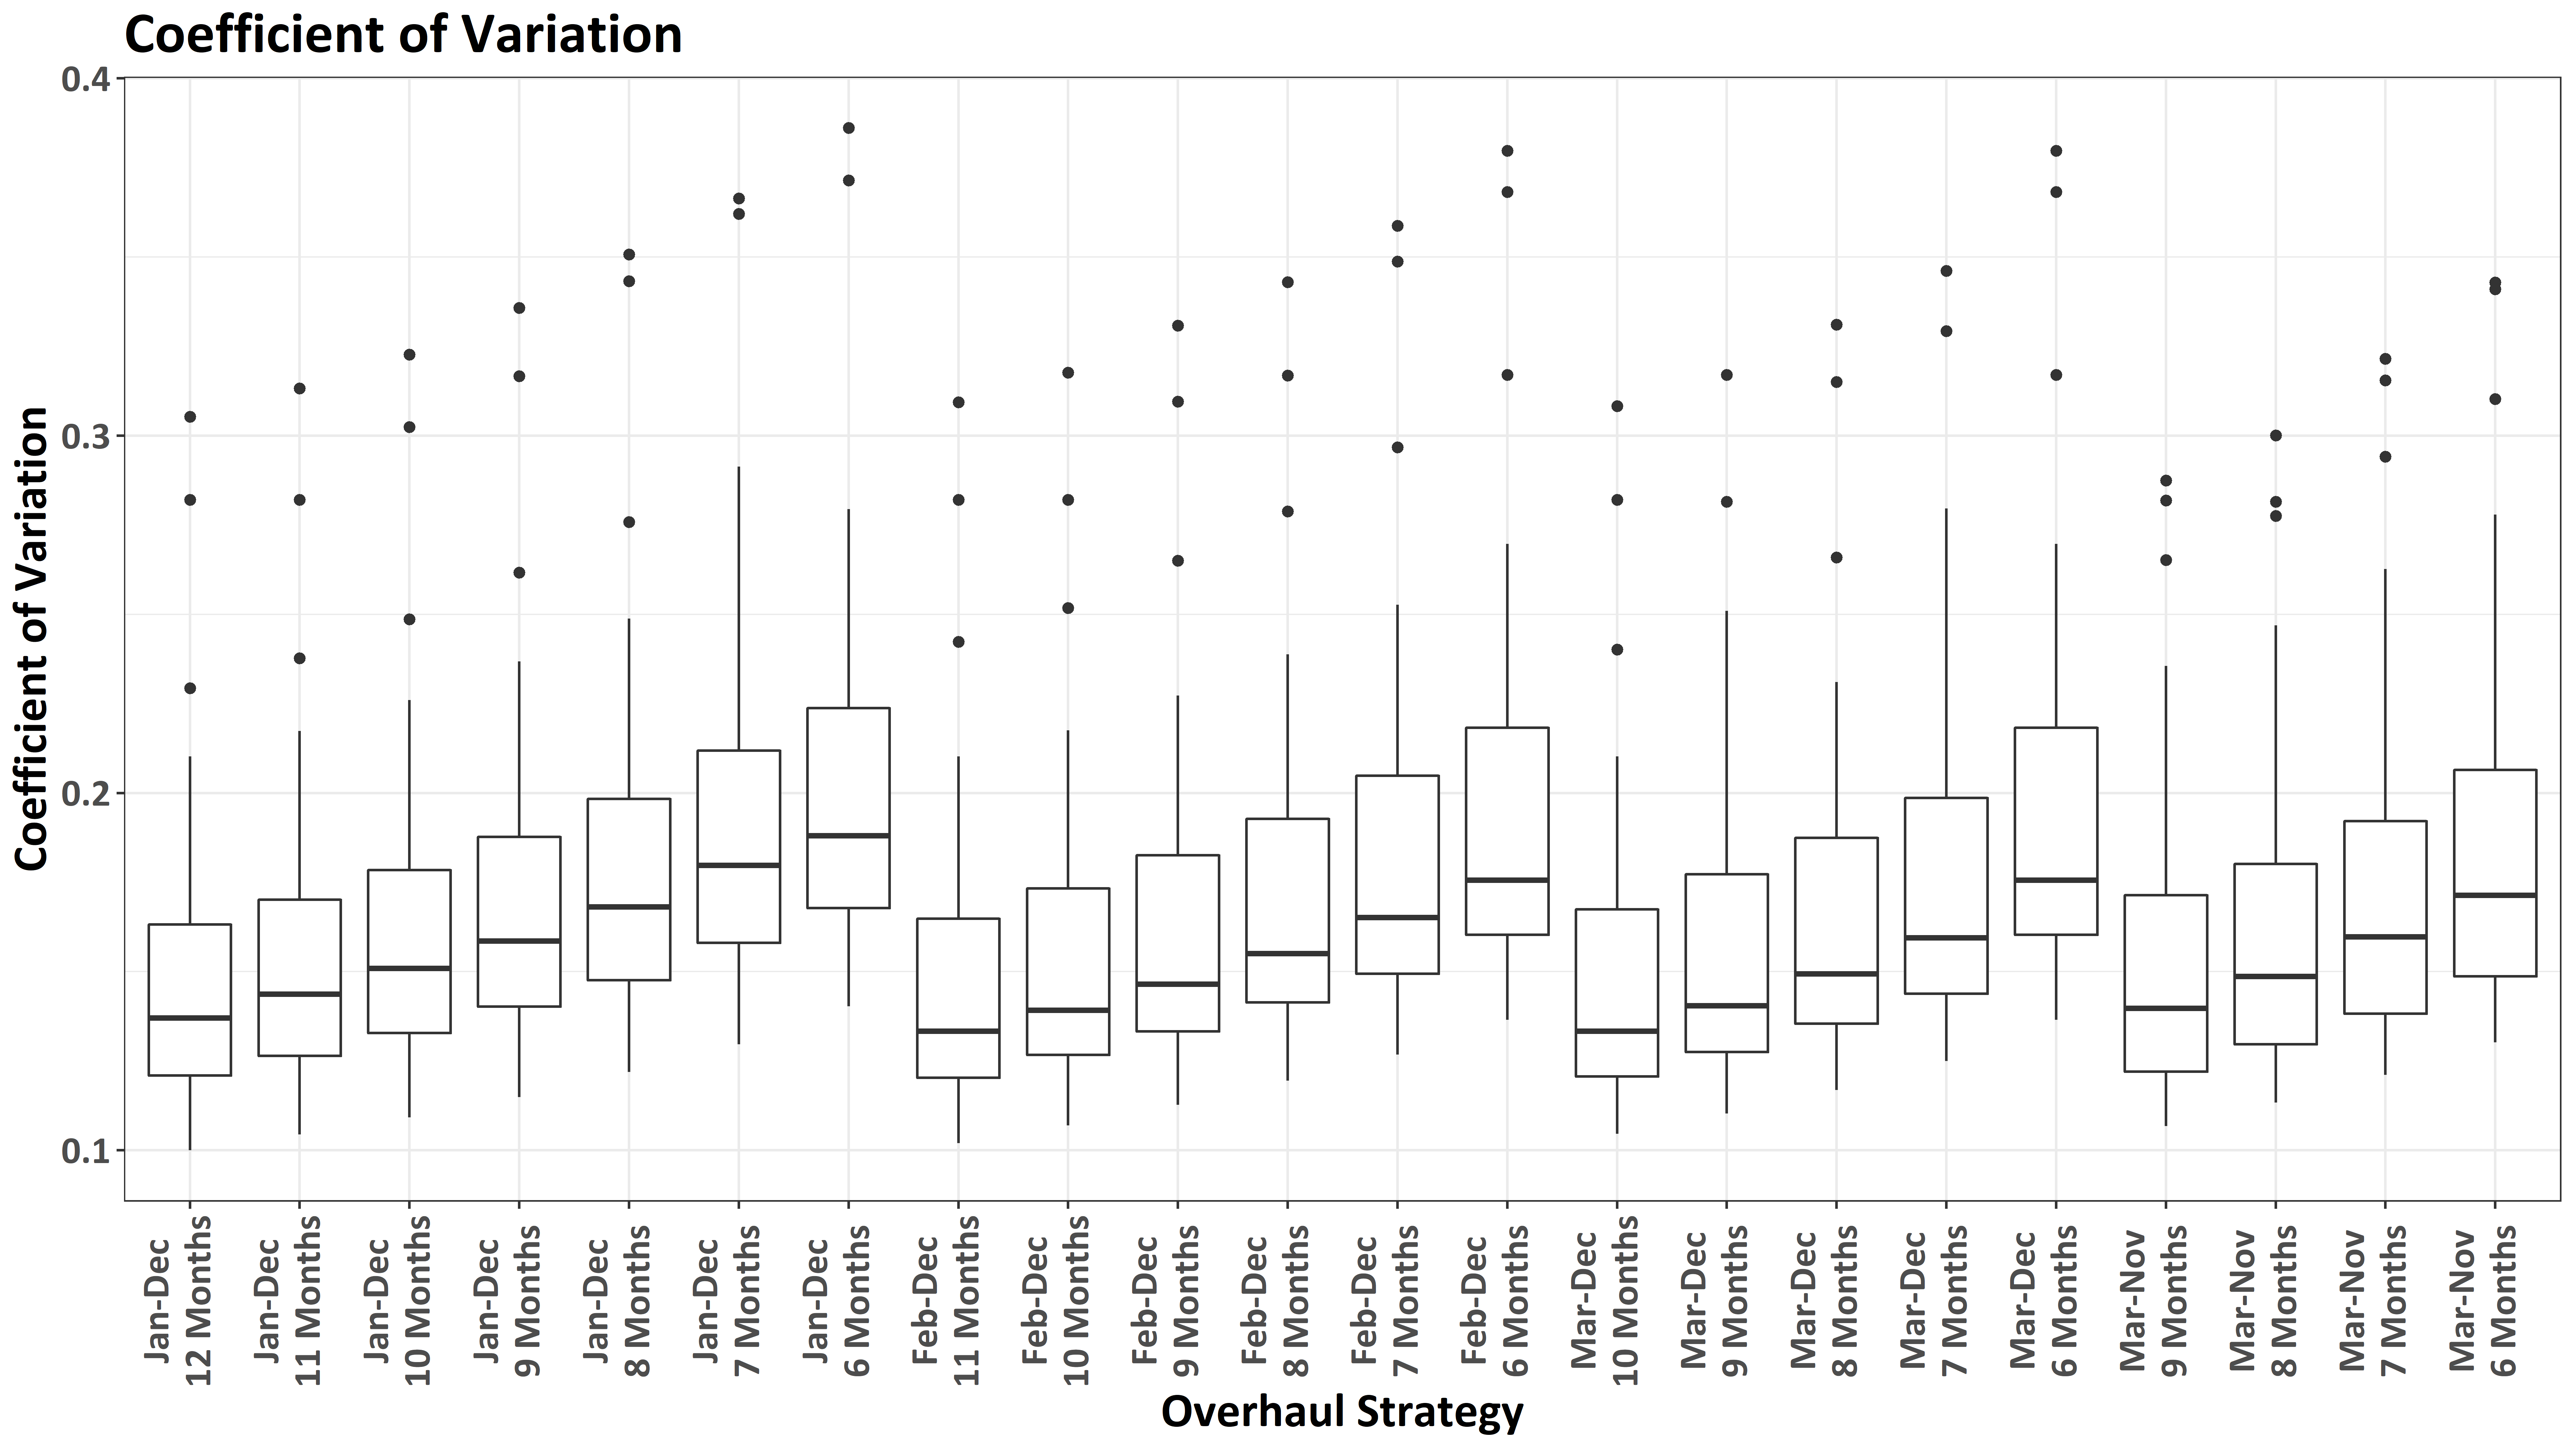 Coefficient of Variation
Coefficient of Variation
0.4
0.3
0.2
0.1
Jan-Dec
12 Months
Jan-Dec
11 Months
Jan-Dec
10 Months
Jan-Dec
9 Months
Jan-Dec
8 Months
Jan-Dec
7 Months
Jan-Dec
6 Months
Feb-Dec
11 Months
Feb-Dec
10 Months
Feb-Dec
9 Months
Feb-Dec
8 Months
Feb-Dec
7 Months
Feb-Dec
6 Months
Mar-Dec
10 Months
Mar-Dec
9 Months
Mar-Dec
8 Months
Mar-Dec
7 Months
Mar-Dec
6 Months
Mar-Nov
9 Months
Mar-Nov
8 Months
Mar-Nov
7 Months
Mar-Nov
6 Months
Overhaul Strategy